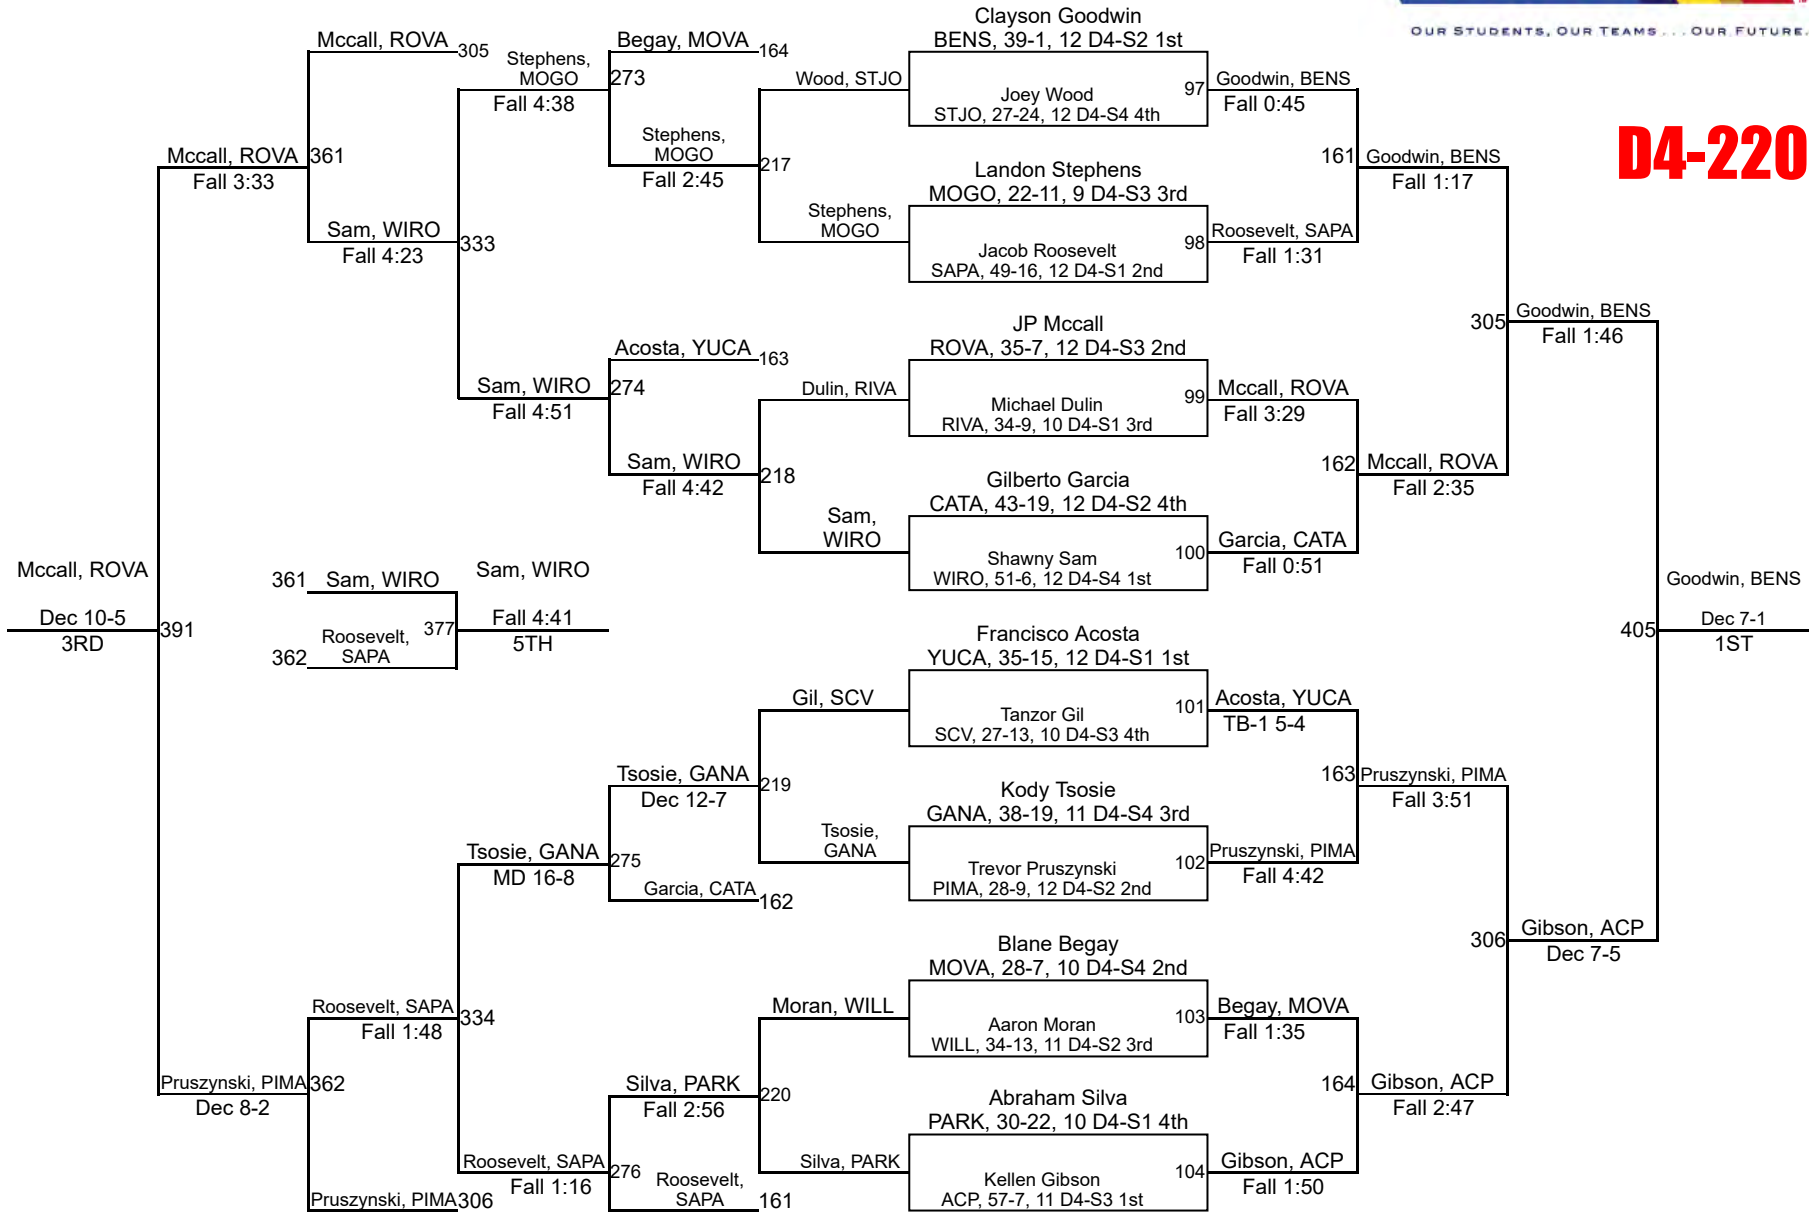 OUR STUDENTS, OUR TEAMS . . . OUR FUTURE.
D4-220
Mccall, ROVA
305
Stephens,
MOGO
Fall 4:38
Begay, MOVA
164
273
Stephens,
MOGO
Fall 2:45
Mccall, ROVA
361
Fall 3:33
Sam, WIRO
333
Fall 4:23
Acosta, YUCA
163
Sam, WIRO
274
Fall 4:51
Sam, WIRO
Fall 4:42
Wood, STJO
217
Stephens,
MOGO
Dulin, RIVA
218
Sam,
WIRO
Clayson Goodwin
BENS, 39-1, 12 D4-S2 1st
97
Joey Wood
STJO, 27-24, 12 D4-S4 4th
Landon Stephens
MOGO, 22-11, 9 D4-S3 3rd
98
Jacob Roosevelt
SAPA, 49-16, 12 D4-S1 2nd
JP Mccall
ROVA, 35-7, 12 D4-S3 2nd
99
Michael Dulin
RIVA, 34-9, 10 D4-S1 3rd
Gilberto Garcia
CATA, 43-19, 12 D4-S2 4th
100
Shawny Sam
WIRO, 51-6, 12 D4-S4 1st
Goodwin, BENS
Fall 0:45
161
Goodwin, BENS
Fall 1:17
Roosevelt, SAPA
Fall 1:31
305
Goodwin, BENS
Fall 1:46
Mccall, ROVA
Fall 3:29
162
Mccall, ROVA
Fall 2:35
Garcia, CATA
Fall 0:51
Mccall, ROVA
Dec 10-5
3RD
391
361
Sam, WIRO
377
Roosevelt,
SAPA
362
Sam, WIRO
Fall 4:41
5TH
405
Goodwin, BENS
Dec 7-1
1ST
Francisco Acosta
YUCA, 35-15, 12 D4-S1 1st
101
Tanzor Gil
SCV, 27-13, 10 D4-S3 4th
Kody Tsosie
GANA, 38-19, 11 D4-S4 3rd
102
Trevor Pruszynski
PIMA, 28-9, 12 D4-S2 2nd
Blane Begay
MOVA, 28-7, 10 D4-S4 2nd
103
Aaron Moran
WILL, 34-13, 11 D4-S2 3rd
Abraham Silva
PARK, 30-22, 10 D4-S1 4th
104
Kellen Gibson
ACP, 57-7, 11 D4-S3 1st
Gil, SCV
219
Tsosie,
GANA
Tsosie, GANA
Dec 12-7
Tsosie, GANA
275
MD 16-8
Garcia, CATA
162
Roosevelt, SAPA
334
Fall 1:48
Moran, WILL
220
Silva, PARK
Silva, PARK
Fall 2:56
Roosevelt, SAPA
276
Fall 1:16
Roosevelt,
SAPA
161
Pruszynski, PIMA
362
Dec 8-2
Pruszynski, PIMA
306
Acosta, YUCA
TB-1 5-4
163
Pruszynski, PIMA
Fall 3:51
Pruszynski, PIMA
Fall 4:42
306
Gibson, ACP
Dec 7-5
Begay, MOVA
Fall 1:35
164
Gibson, ACP
Fall 2:47
Gibson, ACP
Fall 1:50